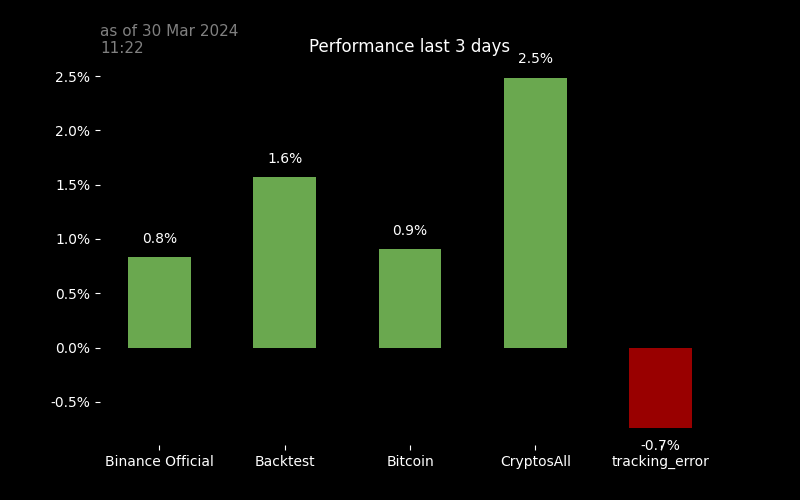 as of 30 Mar 2024
11:22
Performance last 3 days
2.5%
2.5%
2.0%
1.6%
1.5%
1.0%
0.8%
0.9%
0.5%
0.0%
-0.5%
-0.7%
Binance Official
Backtest
Bitcoin
CryptosAll
tracking_error